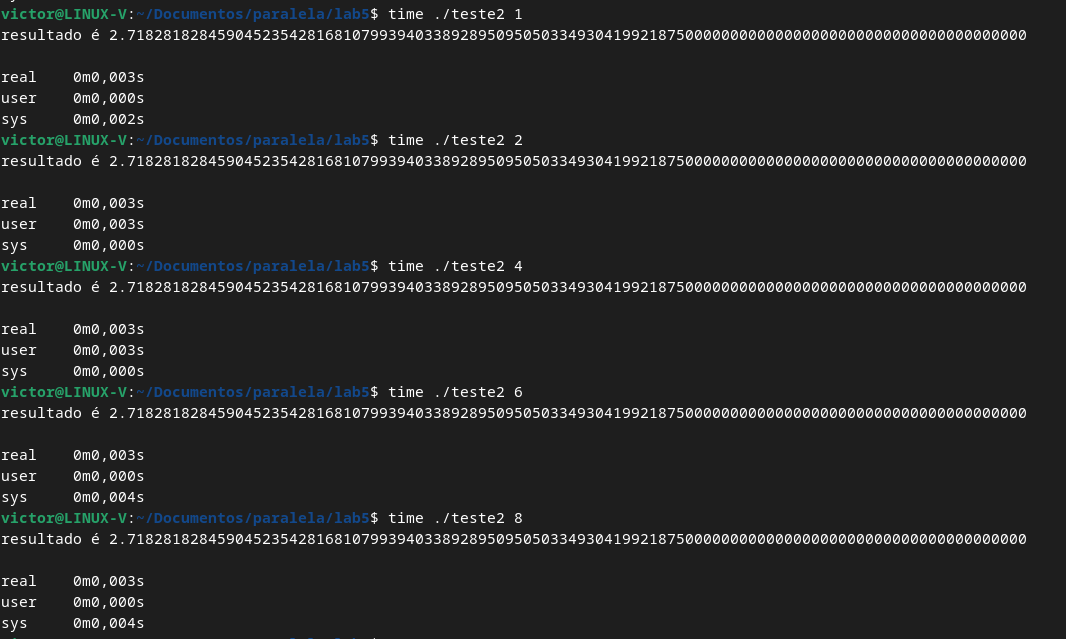 victor@LINUX-V:~/Documentos/paralela/lab5$ time ./teste2 1
resultado é 2.718281828459045235428168107993940338928950950503349304199218750000000000000000000000000000000000000

real    0m0,003s
user    0m0,000s
sys     0m0,002s
victor@LINUX-V:~/Documentos/paralela/lab5$ time ./teste2 2
resultado é 2.718281828459045235428168107993940338928950950503349304199218750000000000000000000000000000000000000

real    0m0,003s
user    0m0,003s
sys     0m0,000s
victor@LINUX-V:~/Documentos/paralela/lab5$ time ./teste2 4
resultado é 2.718281828459045235428168107993940338928950950503349304199218750000000000000000000000000000000000000

real    0m0,003s
user    0m0,003s
sys     0m0,000s
victor@LINUX-V:~/Documentos/paralela/lab5$ time ./teste2 6
resultado é 2.718281828459045235428168107993940338928950950503349304199218750000000000000000000000000000000000000

real    0m0,003s
user    0m0,000s
sys     0m0,004s
victor@LINUX-V:~/Documentos/paralela/lab5$ time ./teste2 8
resultado é 2.718281828459045235428168107993940338928950950503349304199218750000000000000000000000000000000000000

real    0m0,003s
user    0m0,000s
sys     0m0,004s